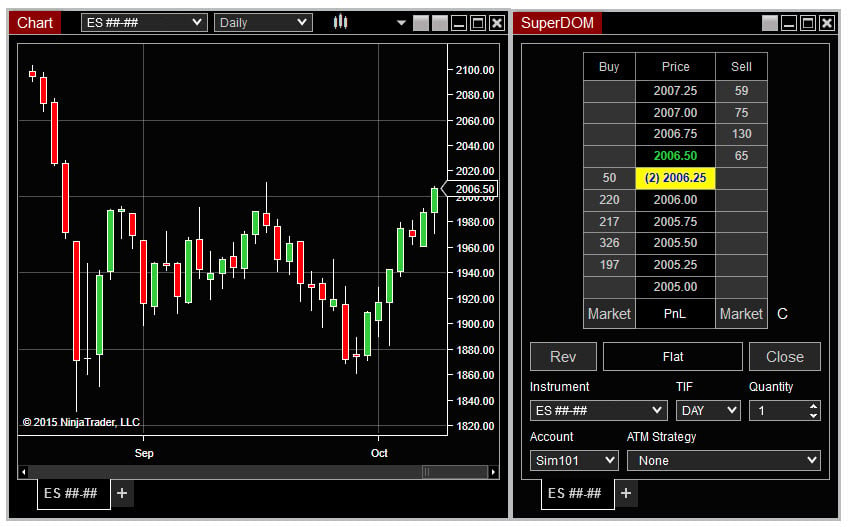 Chart
ES ##-##
Daily
2100.00
2080.00
2060.00
2040.00
2020.00
2006.50
2000.00
1980.00
1960.00
1940.00
1920.00
1900.00
1880.00
1860.00
1840.00
1820.00
© 2015 NinjaTrader, LLC
Sep Oct
ES ##-## +
SuperDOM
Buy Price Sell
2007.25 59
2007.00 75
2006.75 130
2006.50 65
50 (2) 2006.25
220 2006.00
217 2005.75
326 2005.50
197 2005.25
2005.00
Market PnL Market C
Rev Flat Close
Instrument TIF Quantity
ES ##-## DAY 1
Account ATM Strategy
Sim101 None
ES ##-## +